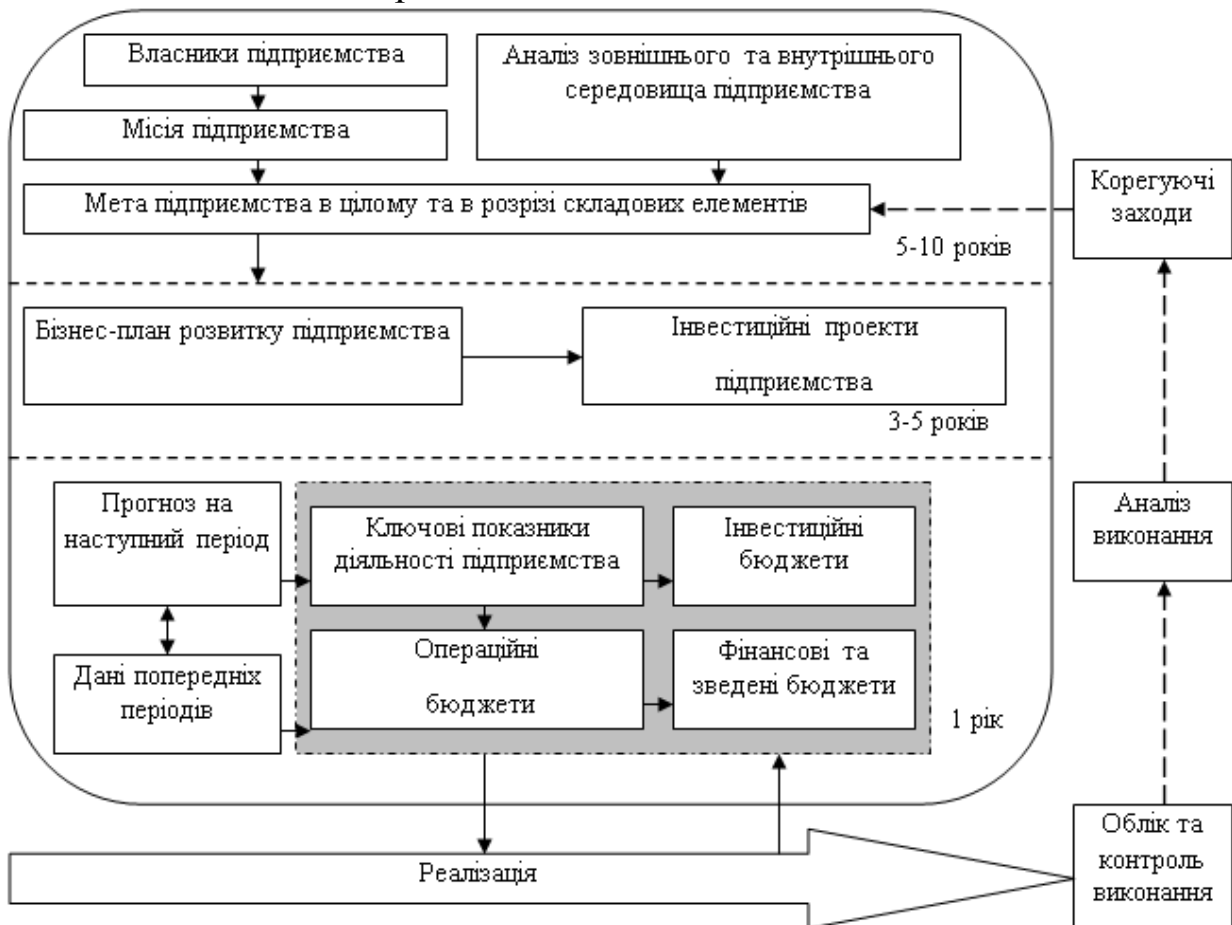 Власники підприємства
Аналіз зовнішнього та внутрішнього
середовища підприємства
Місія підприємства
Мета підприємства в цілому та в розрізі складових елементів
Корегуючі
заходи
5-10 років
Бізнес-план розвитку підприємства
Інвестиційні проекти
підприємства
3-5 років
Прогноз на
наступний період
Ключові показники
діяльності підприємства
Інвестиційні
бюджети
Аналіз
виконання
Дані попередніх
періодів
Операційні
бюджети
Фінансові та
зведені бюджети
1 рік
Реалізація
Облік та
контроль
виконання